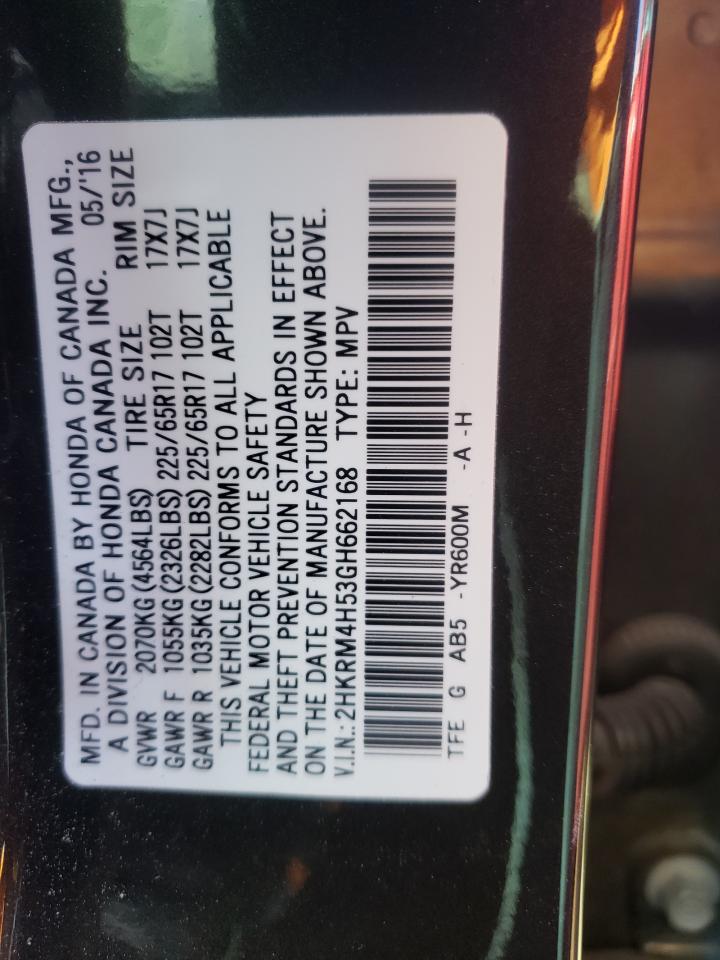 MFD. IN CANADA BY HONDA OF CANADA MFG.,
A DIVISION OF HONDA CANADA INC. 05/'16
GVWR 2070KG (4564LBS) TIRE SIZE RIM SIZE
GAWR F 1055KG (2326LBS) 225/65R17 102T 17X7J
GAWR R 1035KG (2282LBS) 225/65R17 102T 17X7J
THIS VEHICLE CONFORMS TO ALL APPLICABLE
FEDERAL MOTOR VEHICLE SAFETY
AND THEFT PREVENTION STANDARDS IN EFFECT
ON THE DATE OF MANUFACTURE SHOWN ABOVE.
V.I.N.: 2HKRM4H53GH662168 TYPE: MPV
TFE G AB5 -YR600M -A -H